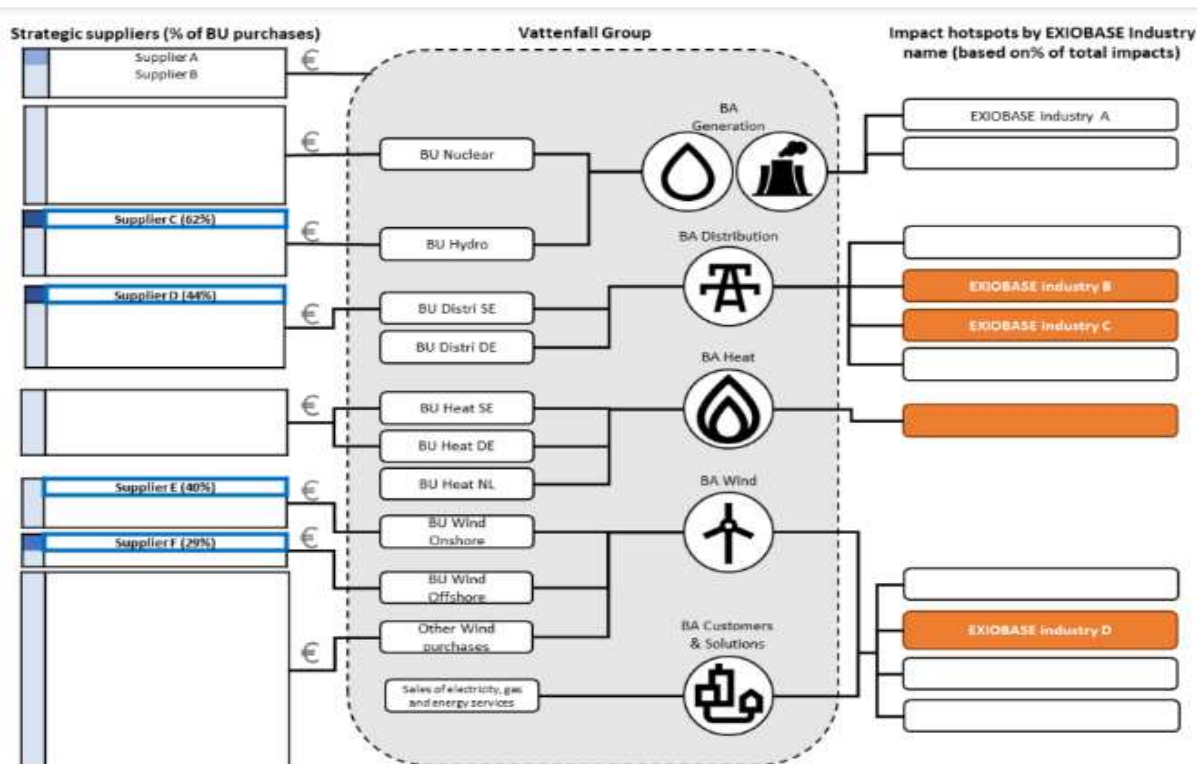 Strategic suppliers (% of BU purchases)
Supplier A
Supplier B
€
€
Supplier C (62%)
€
Supplier D (44%)
€
€
Supplier E (40%)
€
Supplier F (29%)
€
€
Vattenfall Group
BU Nuclear
BU Hydro
BU Distri SE
BU Distri DE
BU Heat SE
BU Heat DE
BU Heat NL
BU Wind
Onshore
BU Wind
Offshore
Other Wind
purchases
Sales of electricity, gas
and energy services
BA
Generation
BA Distribution
BA Heat
BA Wind
BA Customers
& Solutions
Impact hotspots by EXIOBASE Industry
name (based on% of total impacts)
EXIOBASE Industry A
EXIOBASE industry B
EXIOBASE industry C
EXIOBASE industry D